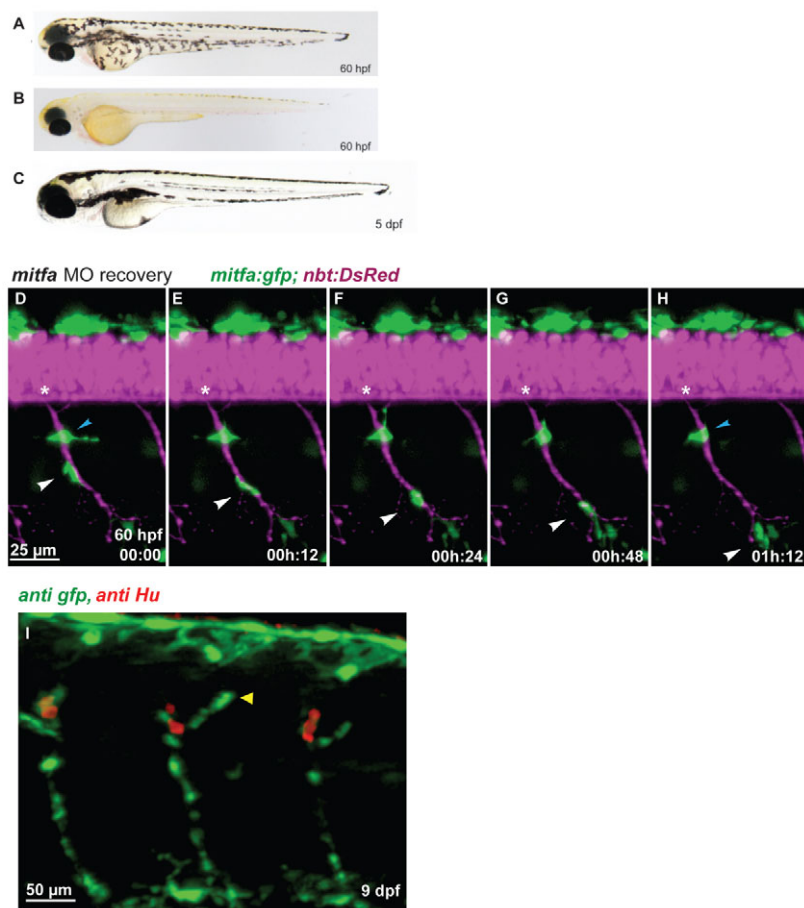 A
60 hpf
B
60 hpf
C
5 dpf
mitfa MO recovery mitfa:gfp; nbt:DsRed
D E F G H
* * * * *
60 hpf
25 µm 00:00 00h:12 00h:24 00h:48 01h:12
anti gfp, anti Hu
I
50 µm 9 dpf